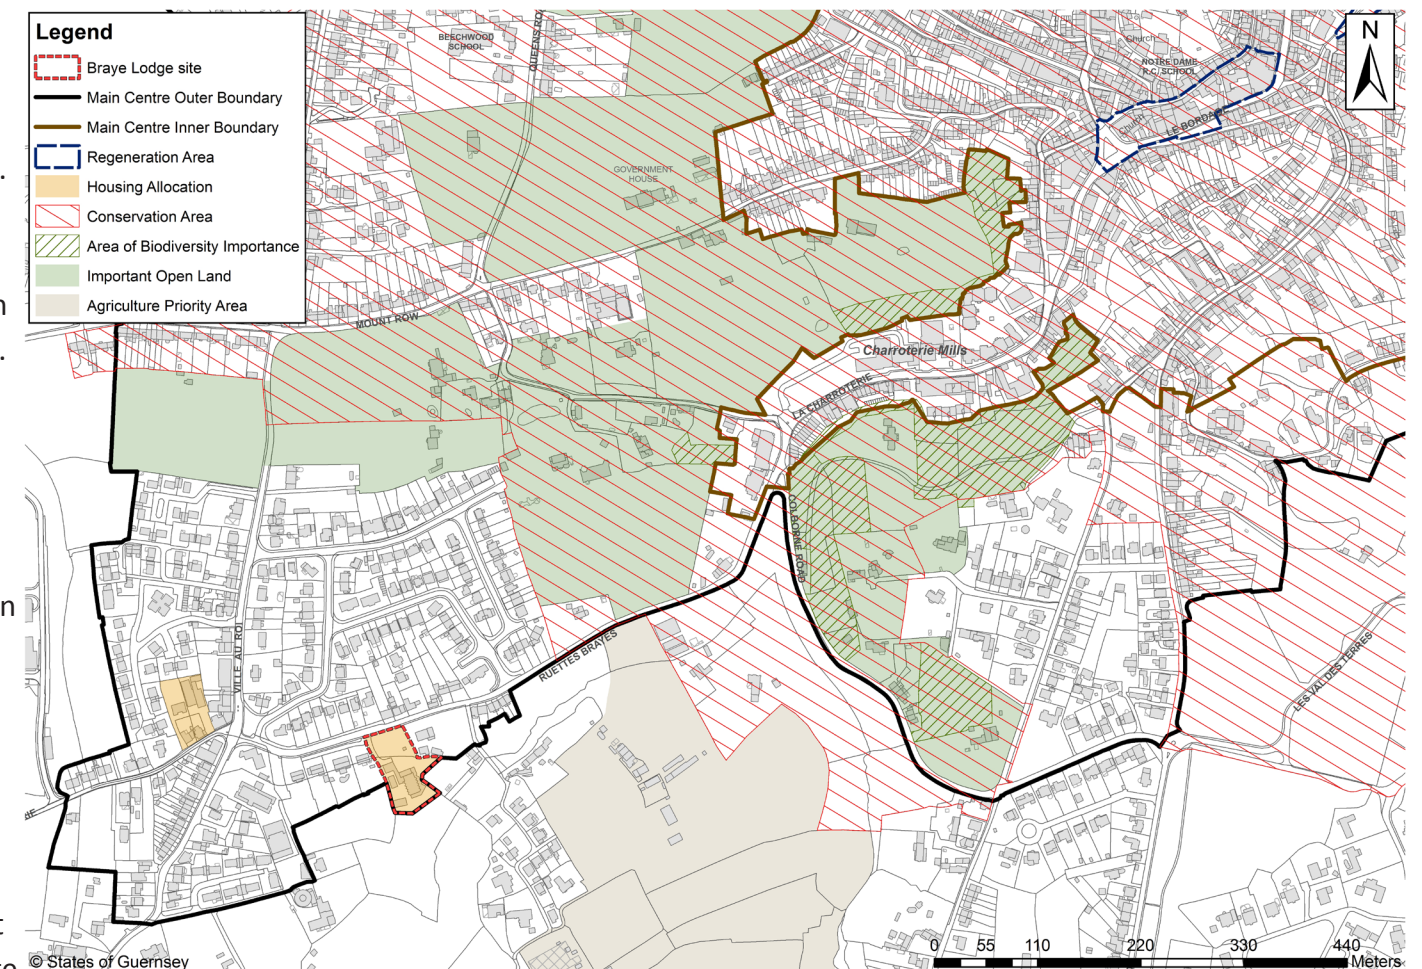 Legend
Braye Lodge site
Main Centre Outer Boundary
Main Centre Inner Boundary
Regeneration Area
Housing Allocation
Conservation Area
Area of Biodiversity Importance
Important Open Land
Agriculture Priority Area
BEECHWOOD
SCHOOL
QUEENS RO
Church
NOTRE DAME
R.C. SCHOOL
N
Church
LE BORDAGE
GOVERNMENT
HOUSE
MOUNT ROW
Charroterie Mills
LA CHARROTERIE
COLBORNE ROAD
VILLE AU ROI
RUETTES BRAYES
LES VAL DES TERRES
.
n
.
n
t
0 55 110 220 330 440
Meters
© States of Guernsey